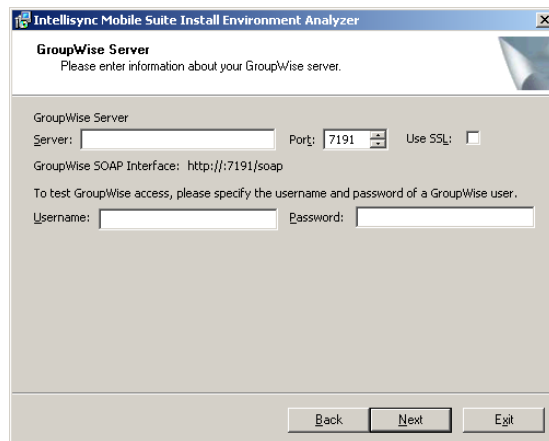 Intellisync Mobile Suite Install Environment Analyzer
GroupWise Server
Please enter information about your GroupWise server.
GroupWise Server
Server: Port: 7191 Use SSL:
GroupWise SOAP Interface: http://:7191/soap
To test GroupWise access, please specify the username and password of a GroupWise user.
Username: Password:
Back Next Exit